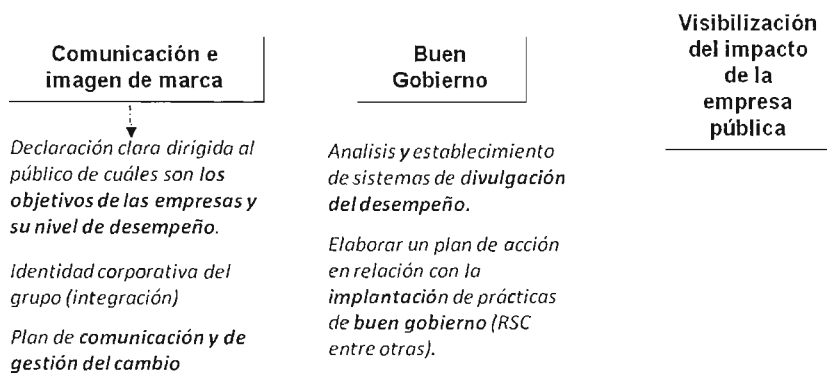 Comunicación e
imagen de marca
Declaración clara dirigida al
público de cuáles son los
objetivos de las empresas y
su nivel de desempeño.
Identidad corporativa del
grupo (integración)
Plan de comunicación y de
gestión del cambio
Buen
Gobierno
Analisis y establecimiento
de sistemas de divulgación
del desempeño.
Elaborar un plan de acción
en relación con la
implantación de prácticas
de buen gobierno (RSC
entre otras).
Visibilización
del impacto
de la
empresa
pública